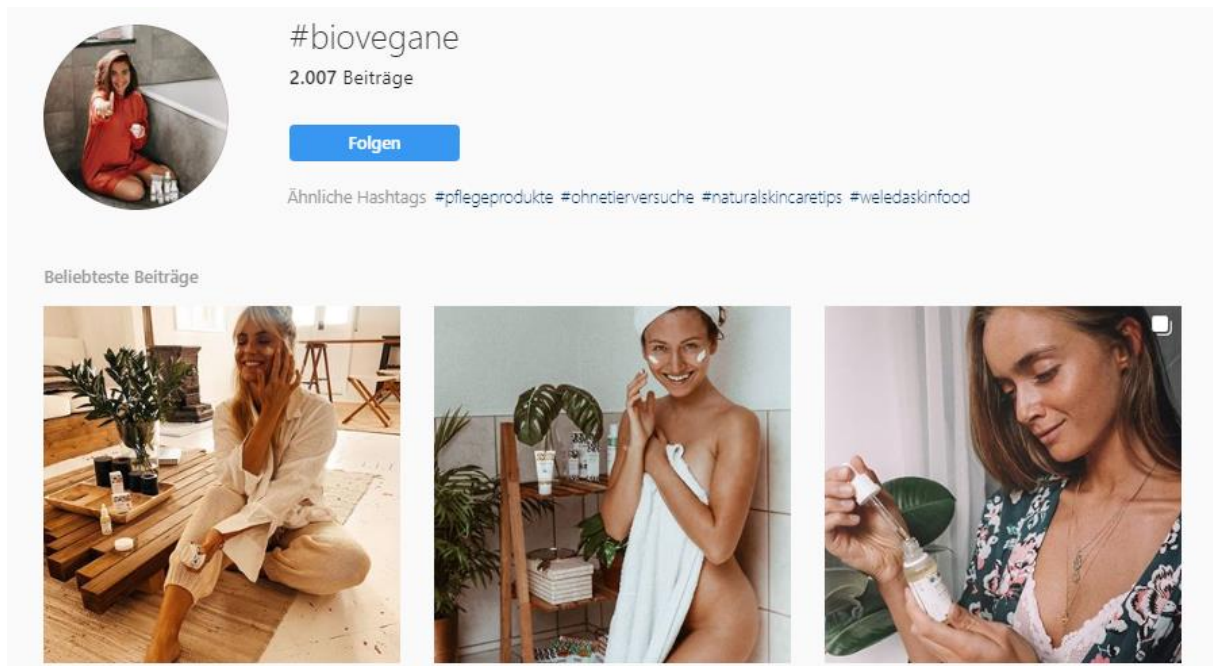 #biovegane
2.007 Beiträge
Folgen
Ähnliche Hashtags #pflegeprodukte #ohnetierversuche #naturalskincaretips #weledaskinfood
Beliebteste Beiträge